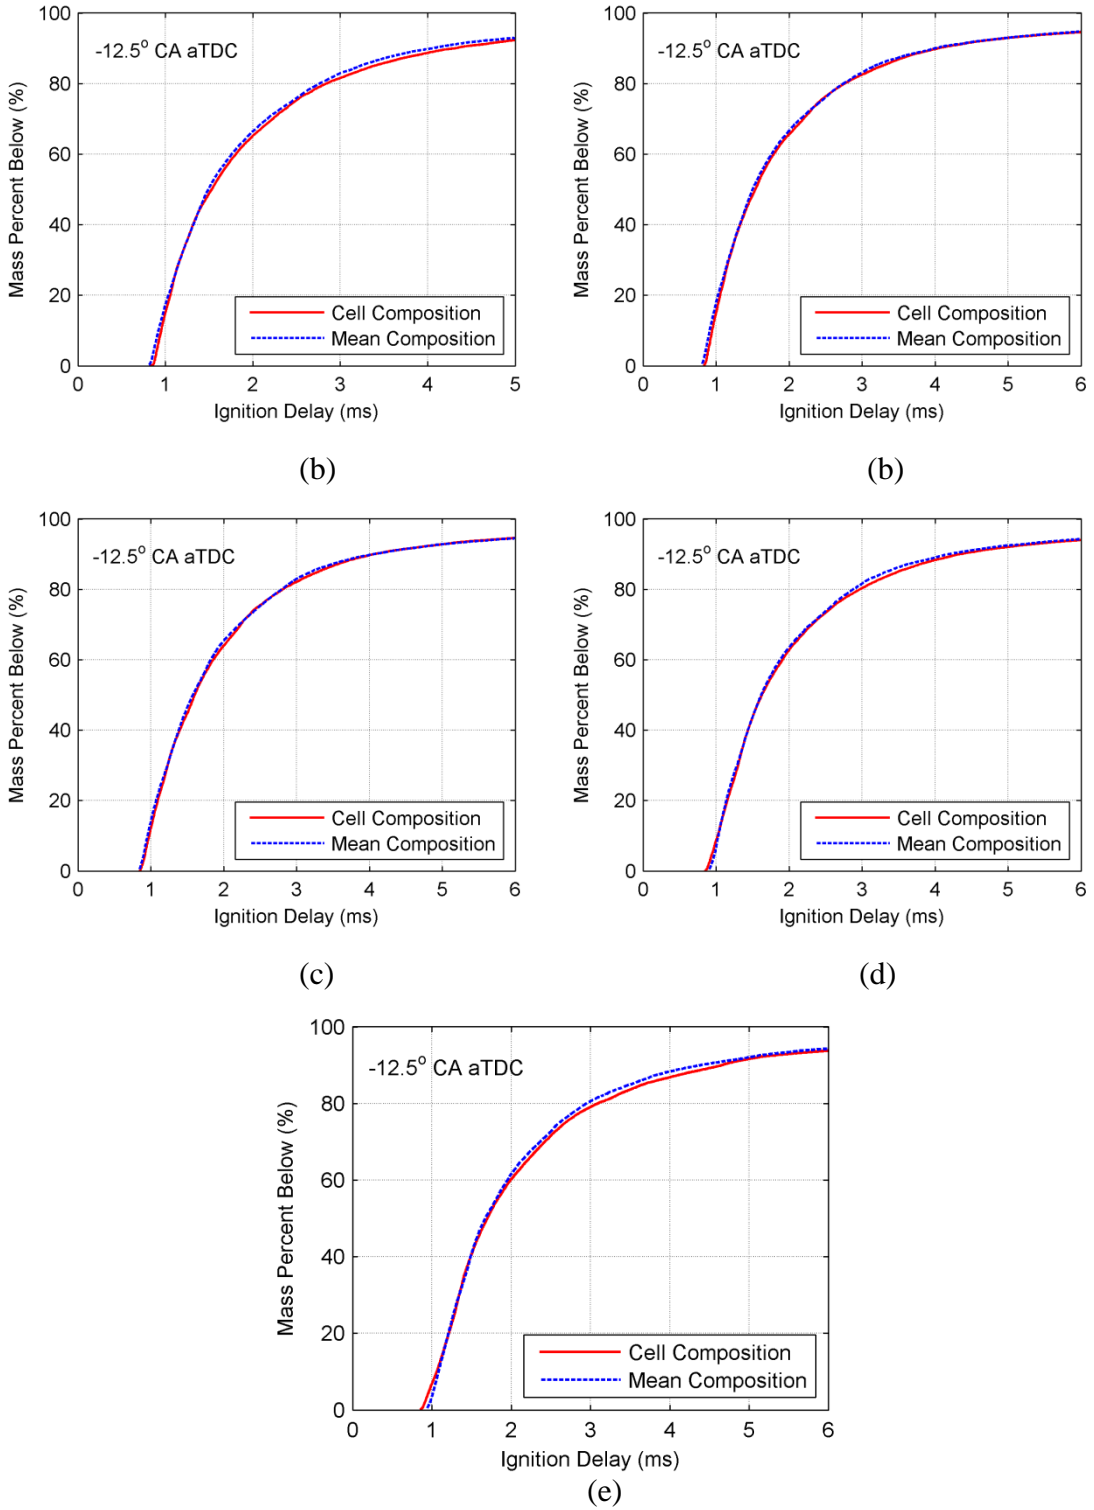 100
80
60
40
20
0
Mass Percent Below (%)
-12.5° CA aTDC
Cell Composition
Mean Composition
0 1 2 3 4 5
Ignition Delay (ms)
(b)
100
80
60
40
20
0
Mass Percent Below (%)
-12.5° CA aTDC
Cell Composition
Mean Composition
0 1 2 3 4 5 6
Ignition Delay (ms)
(b)
100
80
60
40
20
0
Mass Percent Below (%)
-12.5° CA aTDC
Cell Composition
Mean Composition
0 1 2 3 4 5 6
Ignition Delay (ms)
(c)
100
80
60
40
20
0
Mass Percent Below (%)
-12.5° CA aTDC
Cell Composition
Mean Composition
0 1 2 3 4 5 6
Ignition Delay (ms)
(d)
100
80
60
40
20
0
Mass Percent Below (%)
-12.5° CA aTDC
Cell Composition
Mean Composition
0 1 2 3 4 5 6
Ignition Delay (ms)
(e)